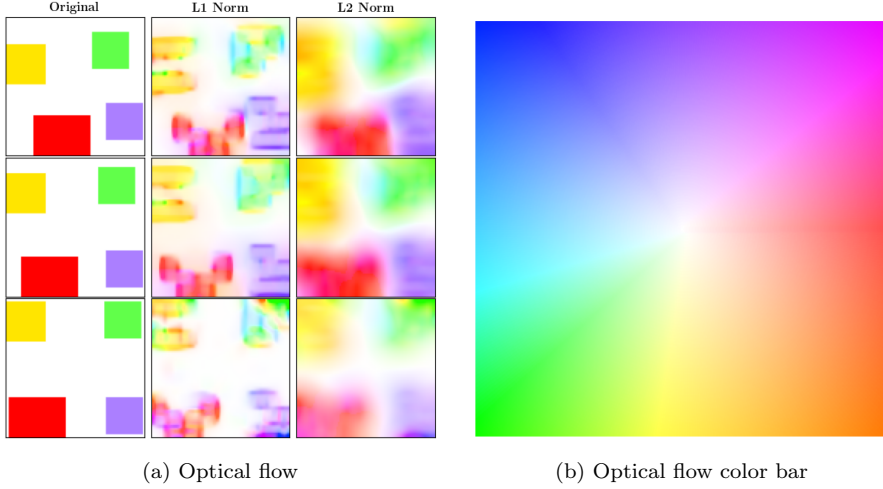 Original L1 Norm L2 Norm
(a) Optical flow
(b) Optical flow color bar